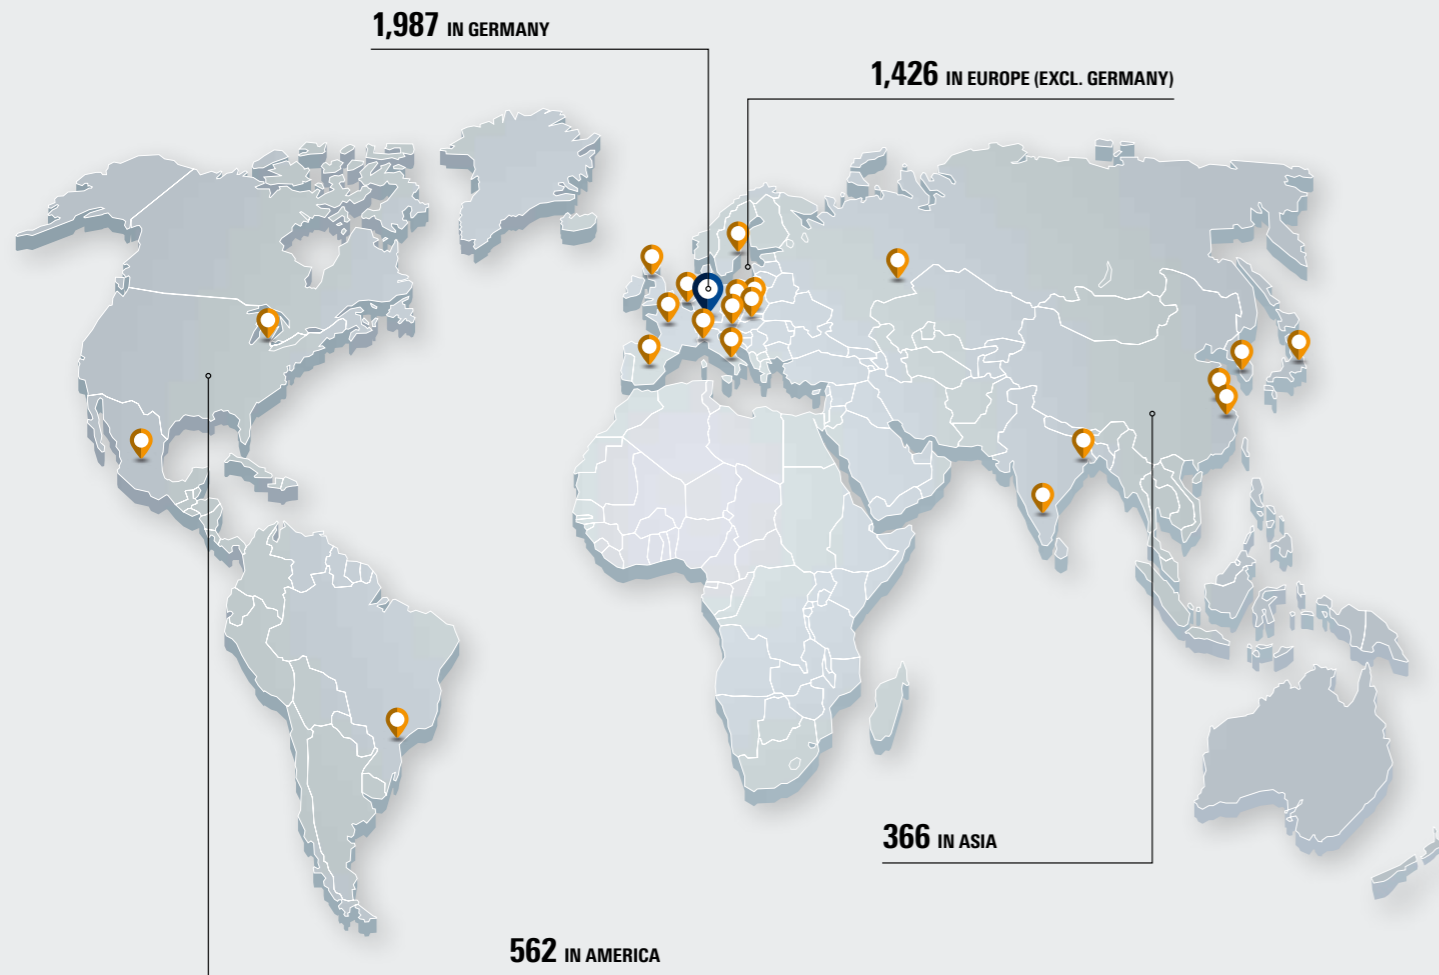 1,987 IN GERMANY
1,426 IN EUROPE (EXCL. GERMANY)
366 IN ASIA
562 IN AMERICA